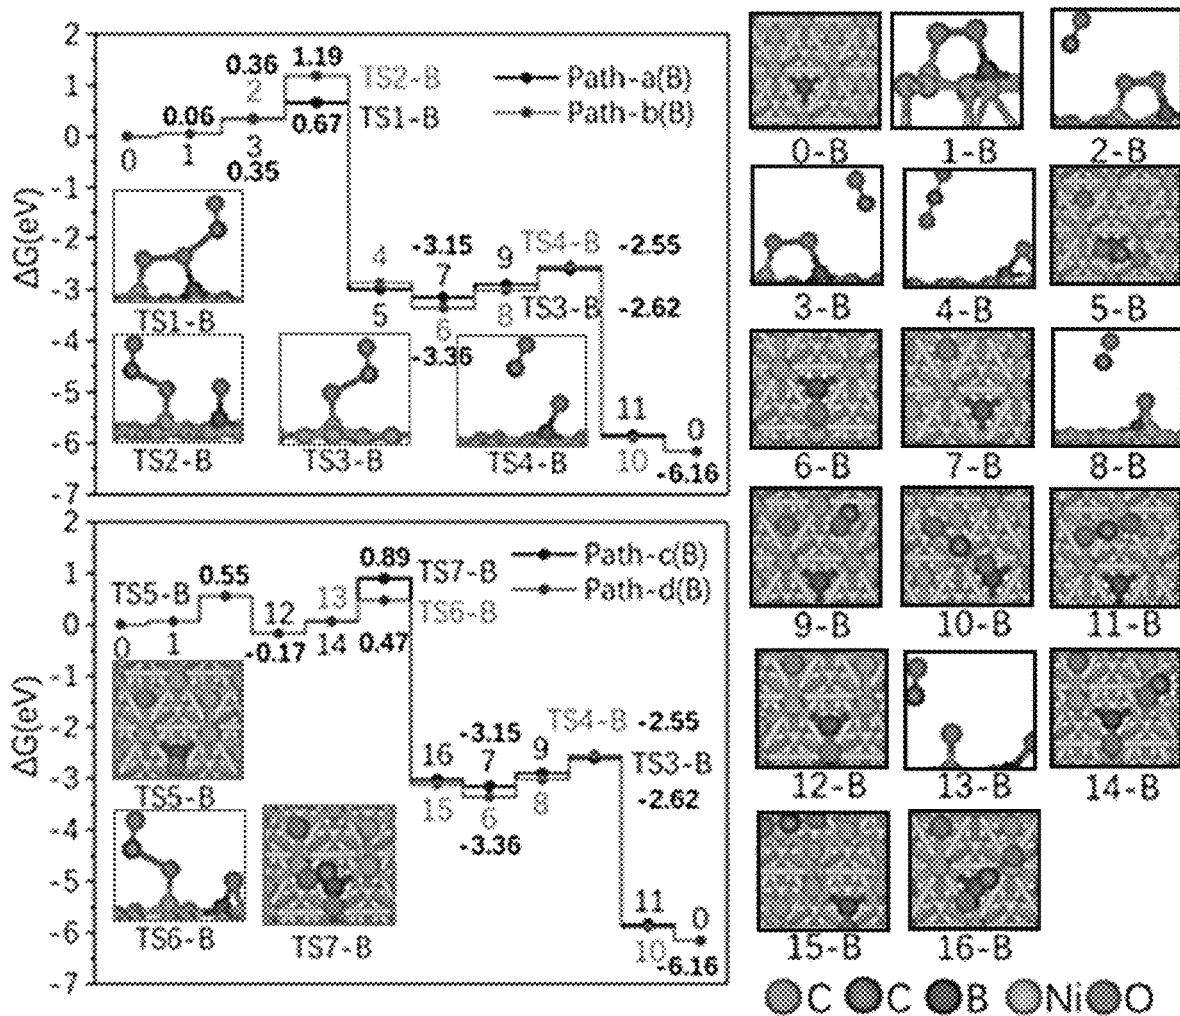 2
1
0
-1
-2
-3
-4
-5
-6
-7
ΔG(eV)
0
0.06
1
0.36
2
3
0.35
1.19
0.67
TS2-B
TS1-B
Path-a(B)
Path-b(B)
TS1-B
4
5
-3.15
7
6
-3.36
9
8
TS4-B
-2.55
TS3-B
-2.62
TS2-B
TS3-B
TS4-B
11
10
0
-6.16
2
1
0
-1
-2
-3
-4
-5
-6
-7
ΔG(eV)
0
1
TS5-B
0.55
12
-0.17
13
14
0.89
0.47
TS7-B
TS6-B
Path-c(B)
Path-d(B)
TS5-B
16
15
-3.15
7
6
-3.36
9
8
TS4-B
-2.55
TS3-B
-2.62
TS6-B
TS7-B
11
10
0
-6.16
0-B
1-B
2-B
3-B
4-B
5-B
6-B
7-B
8-B
9-B
10-B
11-B
12-B
13-B
14-B
15-B
16-B
C C B Ni O